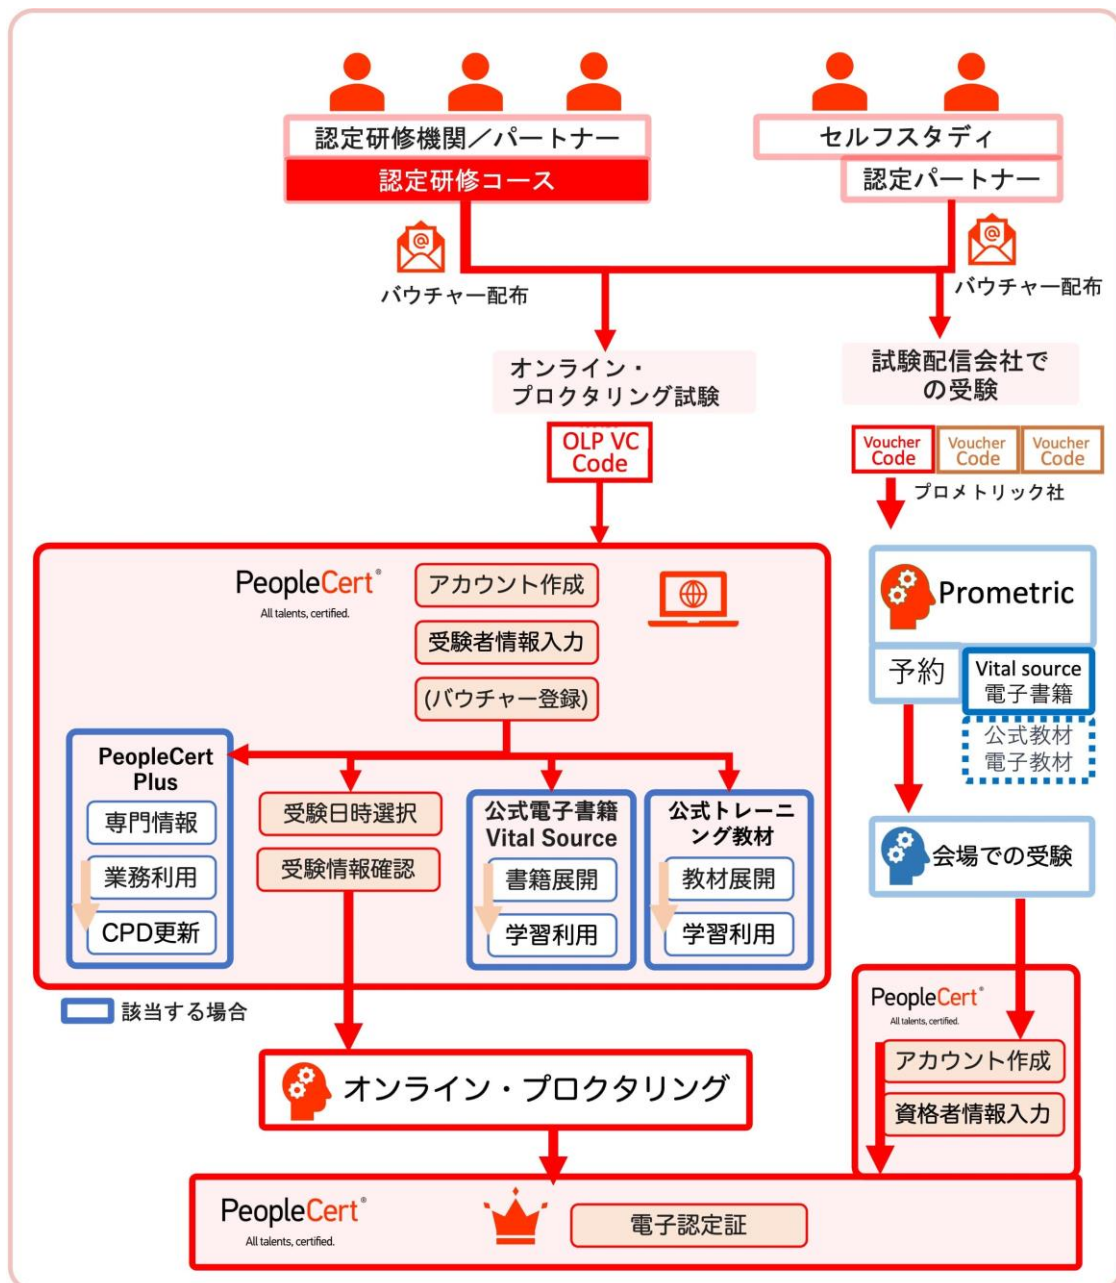 認定研修機関／パートナー
認定研修コース
セルフスタディ
認定パートナー
@
バウチャー配布
@
バウチャー配布
オンライン・
プロクタリング試験
試験配信会社で
の受験
OLP VC
Code
Voucher
Code
Voucher
Code
Voucher
Code
プロメトリック社
PeopleCert®
All talents, certified.
アカウント作成
受験者情報入力
(バウチャー登録)
Prometric
予約
Vital source
電子書籍
公式教材
電子教材
PeopleCert
Plus
専門情報
業務利用
CPD更新
受験日時選択
受験情報確認
公式電子書籍
Vital Source
書籍展開
学習利用
公式トレーニ
ング教材
教材展開
学習利用
会場での受験
該当する場合
PeopleCert®
All talents, certified.
アカウント作成
資格者情報入力
オンライン・プロクタリング
PeopleCert®
All talents, certified.
電子認定証